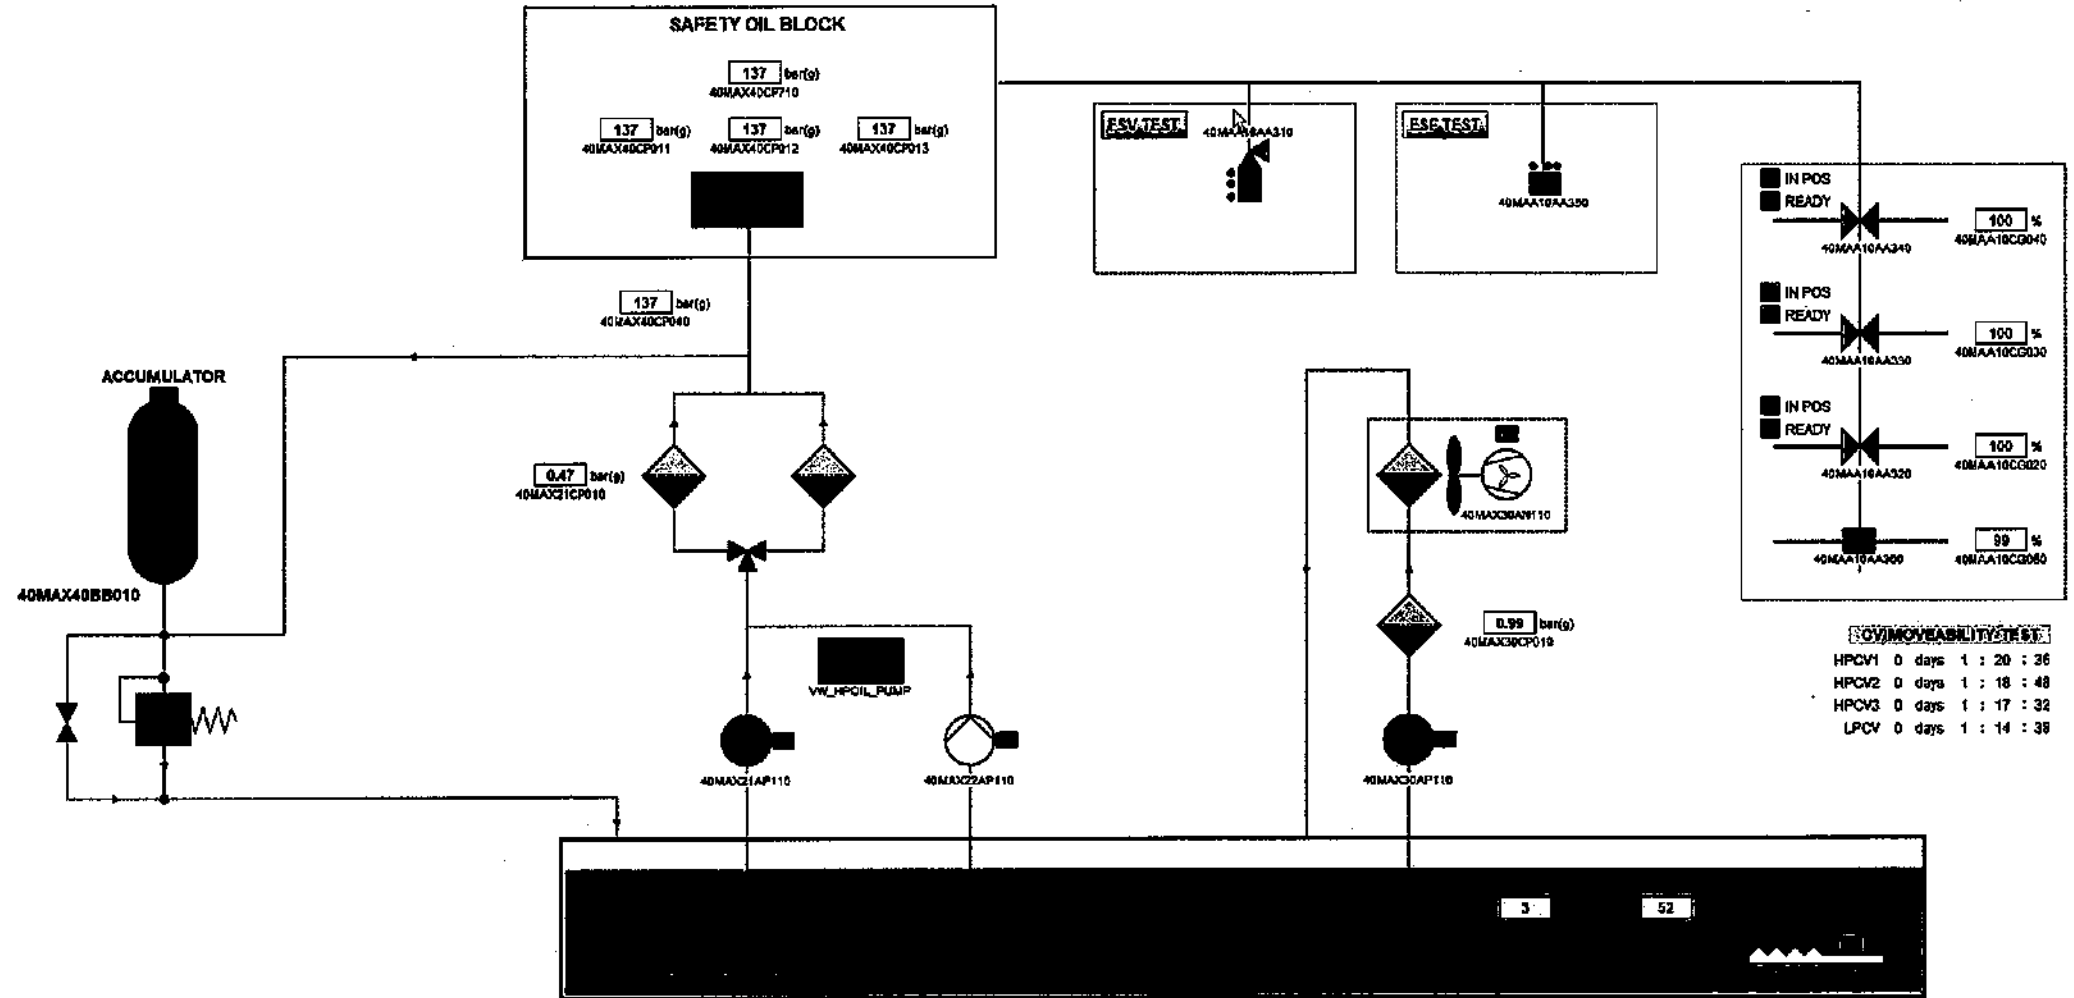 SAFETY OIL BLOCK
137 bar(g)
40MAX40CP710
137 bar(g)
40MAX40CP011
137 bar(g)
40MAX40CP012
137 bar(g)
40MAX40CP013
137 bar(g)
40MAX40CP040
ESV TEST
40MAA10AA310
ESF TEST
40MAA10AA350
IN POS
READY
100 %
40MAA10AA340
40MAA10CG040
IN POS
READY
100 %
40MAA10AA330
40MAA10CG030
IN POS
READY
100 %
40MAA10AA320
40MAA10CG020
99 %
40MAA10AA360
40MAA10CG060
ACCUMULATOR
40MAX40BB010
0.47 bar(g)
40MAX21CP010
40MAX30AN110
0.99 bar(g)
40MAX30CP010
VW_HPOIL_PUMP
40MAX21AP110
40MAX22AP110
40MAX30AP110
CV MOVEABILITY TEST
HPCV1 0 days 1 : 20 : 36
HPCV2 0 days 1 : 18 : 48
HPCV3 0 days 1 : 17 : 32
LPCV 0 days 1 : 14 : 38
3
52